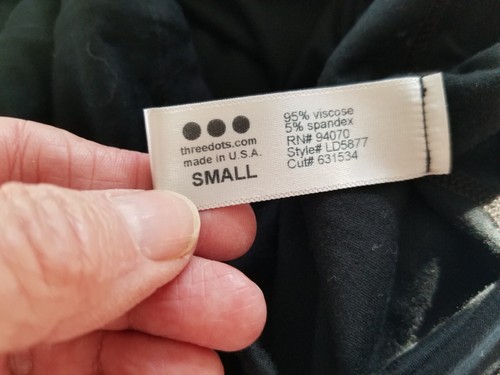 threedots.com
made in U.S.A.
SMALL
95% viscose
5% spandex
RN# 94070
Style# LD5877
Cut# 631534